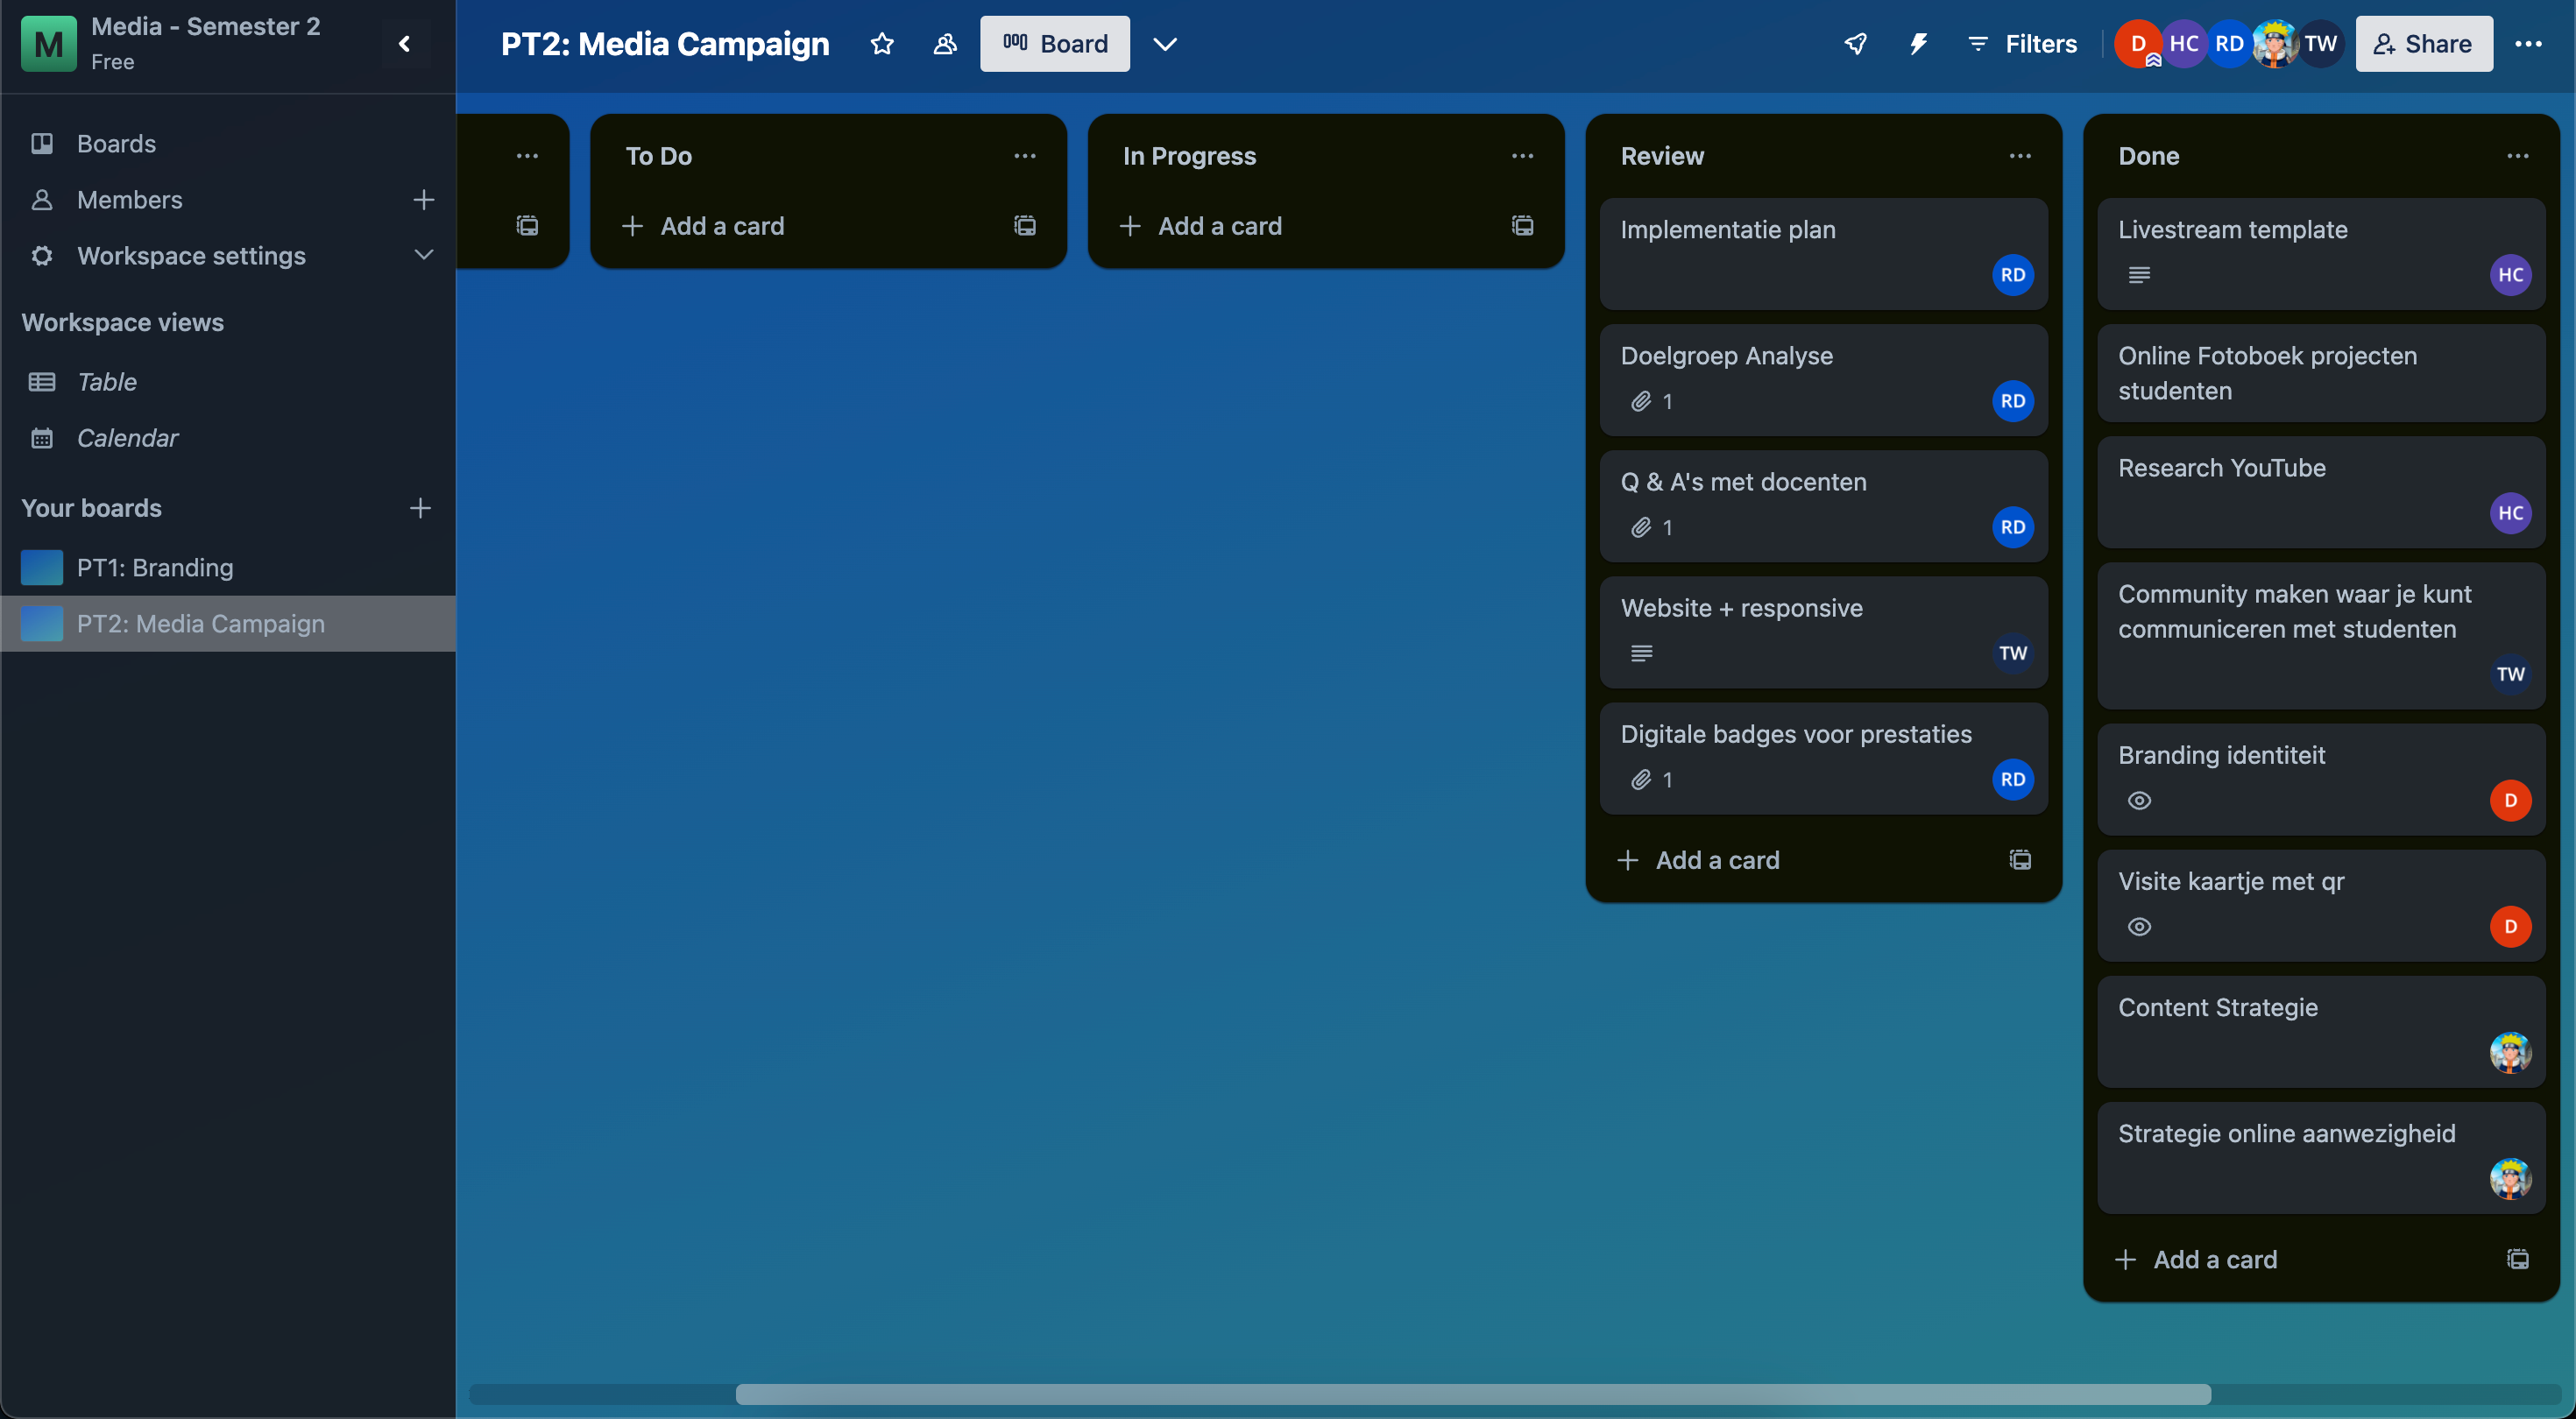 M
Media - Semester 2
Free
Boards
Members
Workspace settings
Workspace views
Table
Calendar
Your boards
PT1: Branding
PT2: Media Campaign
PT2: Media Campaign
Board
Filters
D
HC
RD
TW
Share
To Do
Add a card
In Progress
Add a card
Review
Implementatie plan
RD
Doelgroep Analyse
1
RD
Q & A's met docenten
1
RD
Website + responsive
TW
Digitale badges voor prestaties
1
RD
Add a card
Done
Livestream template
HC
Online Fotoboek projecten
studenten
Research YouTube
HC
Community maken waar je kunt
communiceren met studenten
TW
Branding identiteit
D
Visite kaartje met qr
D
Content Strategie
Strategie online aanwezigheid
Add a card